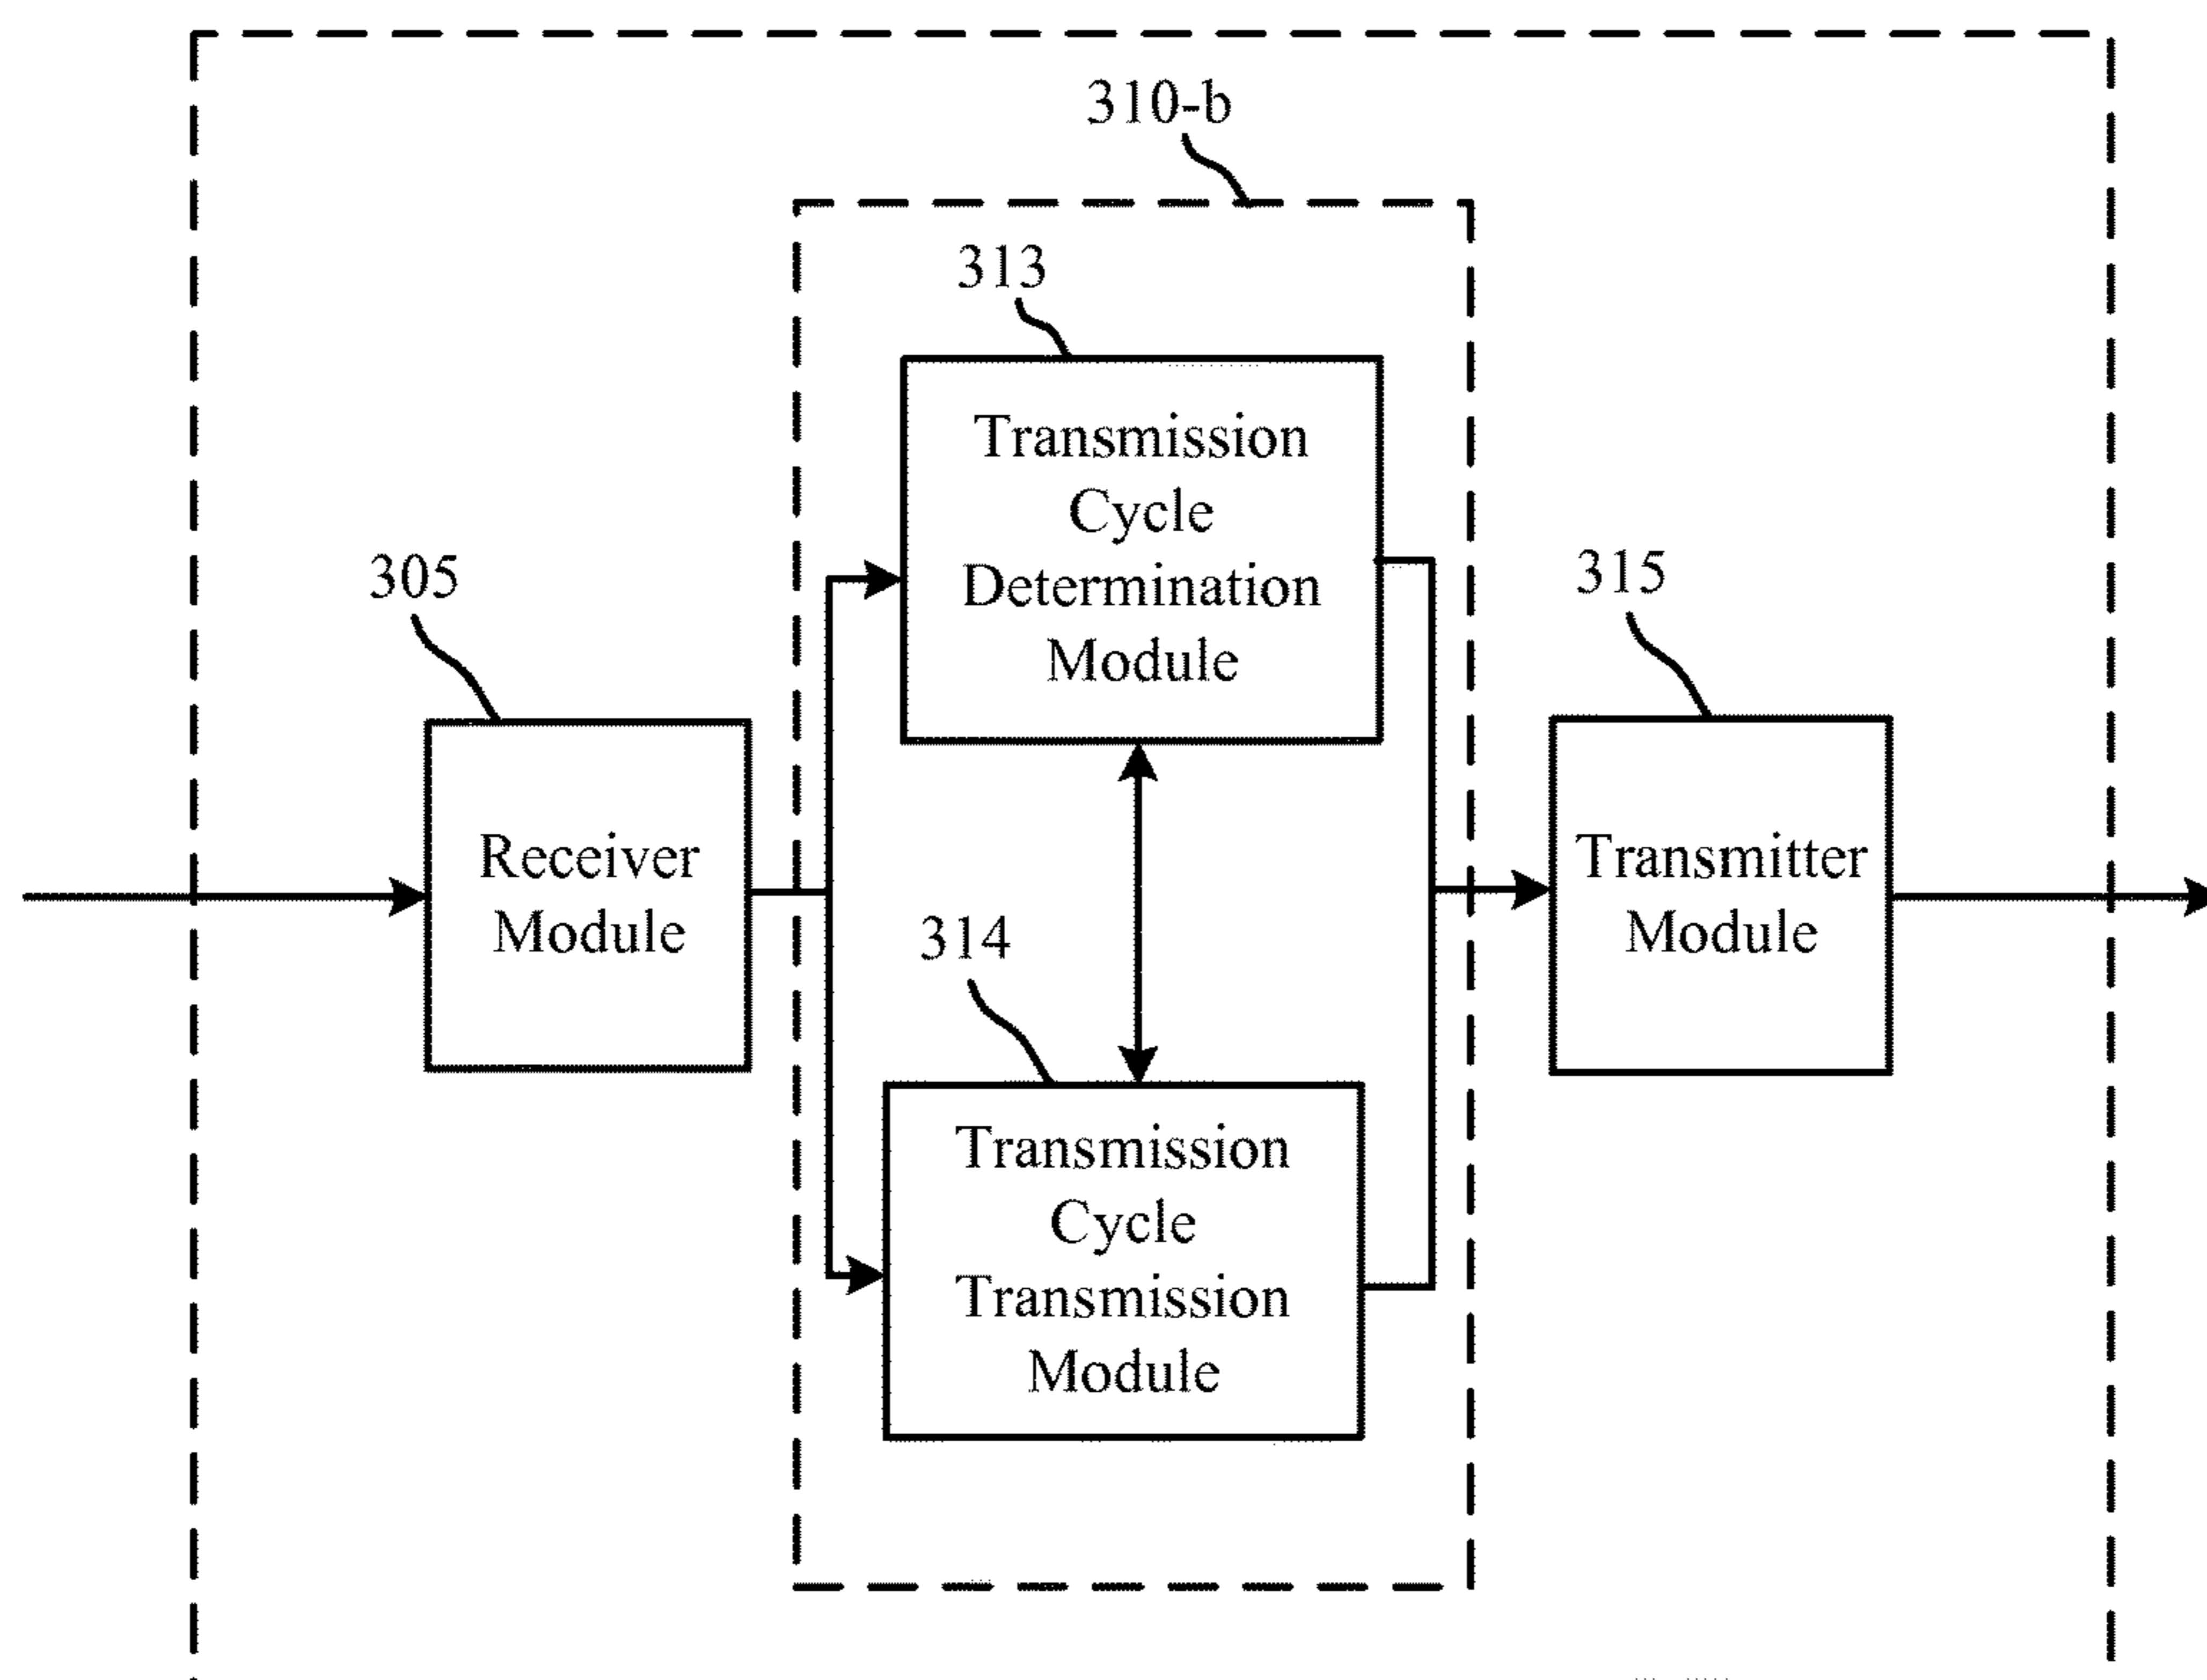 310-b
313
Transmission
Cycle
Determination
Module
305
315
Receiver
Module
Transmitter
Module
314
Transmission
Cycle
Transmission
Module